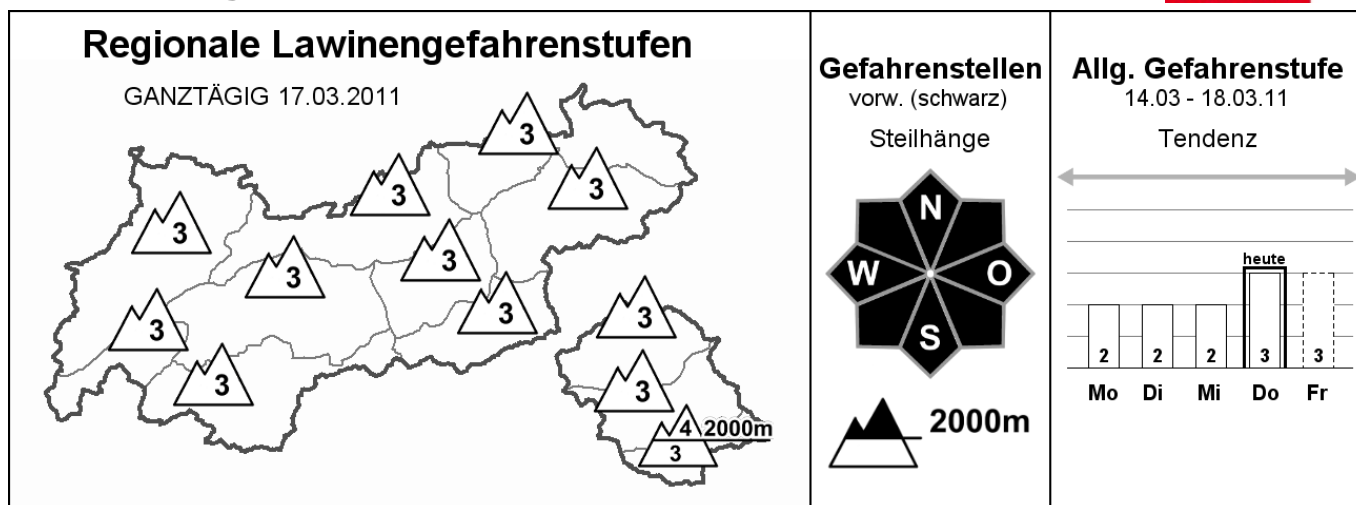 Regionale Lawinengefahrenstufen
GANZTÄGIG 17.03.2011
3
3
3
3
3
3
3
3
3
3
3
3
4 2000m
3
Gefahrenstellen
vorw. (schwarz)
Steilhänge
N
W O
S
2000m
Allg. Gefahrenstufe
14.03 - 18.03.11
Tendenz
heute
2 2 2 3 3
Mo Di Mi Do Fr